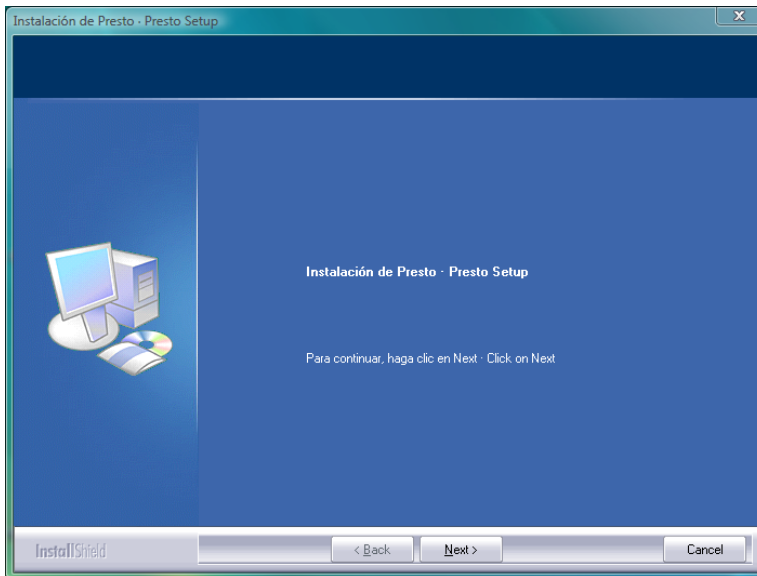 Instalación de Presto · Presto Setup
Instalación de Presto · Presto Setup
Para continuar, haga clic en Next · Click on Next
InstallShield
< Back
Next >
Cancel